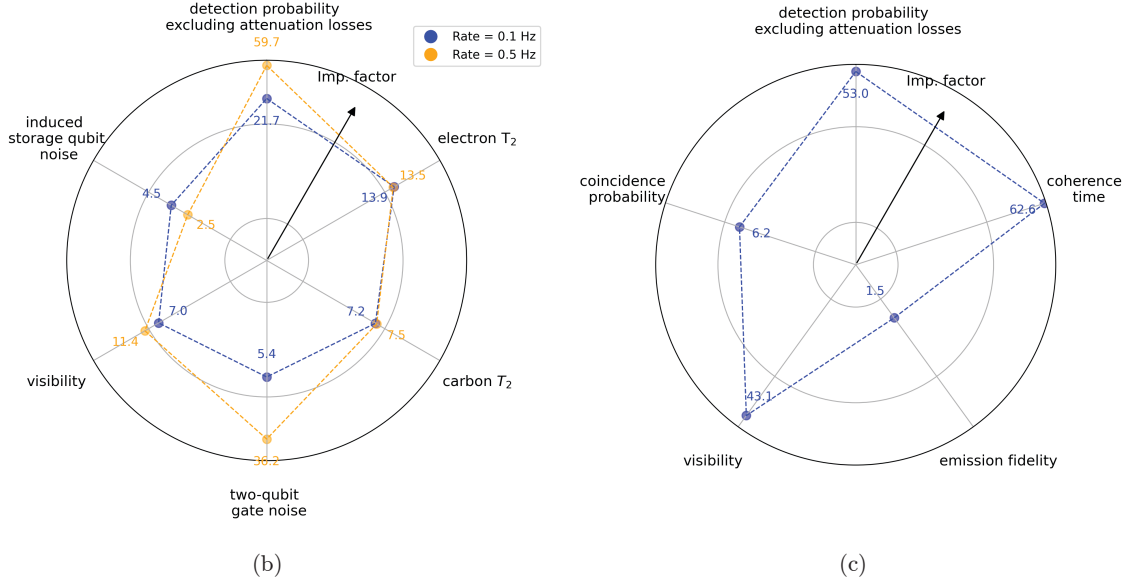 detection probability
excluding attenuation losses
59.7
Rate = 0.1 Hz
Rate = 0.5 Hz
Imp. factor
21.7
induced
storage qubit
noise
electron T2
4.5
13.5
13.9
2.5
7.0
7.2
11.4
7.5
5.4
visibility
carbon T2
36.2
two-qubit
gate noise
(b)
detection probability
excluding attenuation losses
Imp. factor
53.0
coincidence
probability
coherence
time
62.6
6.2
1.5
43.1
visibility
emission fidelity
(c)